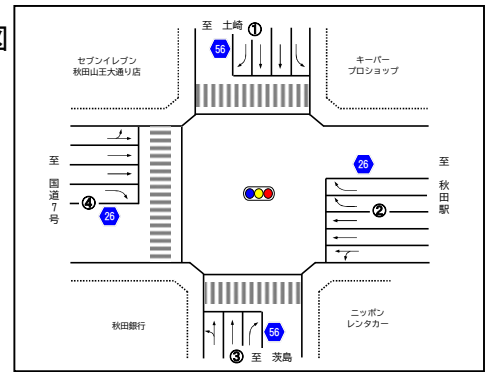 図
至 土崎 ①
56
セブンイレブン
秋田山王大通り店
キーパー
プロショップ
至
国
道
7
号
④
26
26
②
至
秋
田
駅
秋田銀行
56
③ 至 茨島
ニッポン
レンタカー